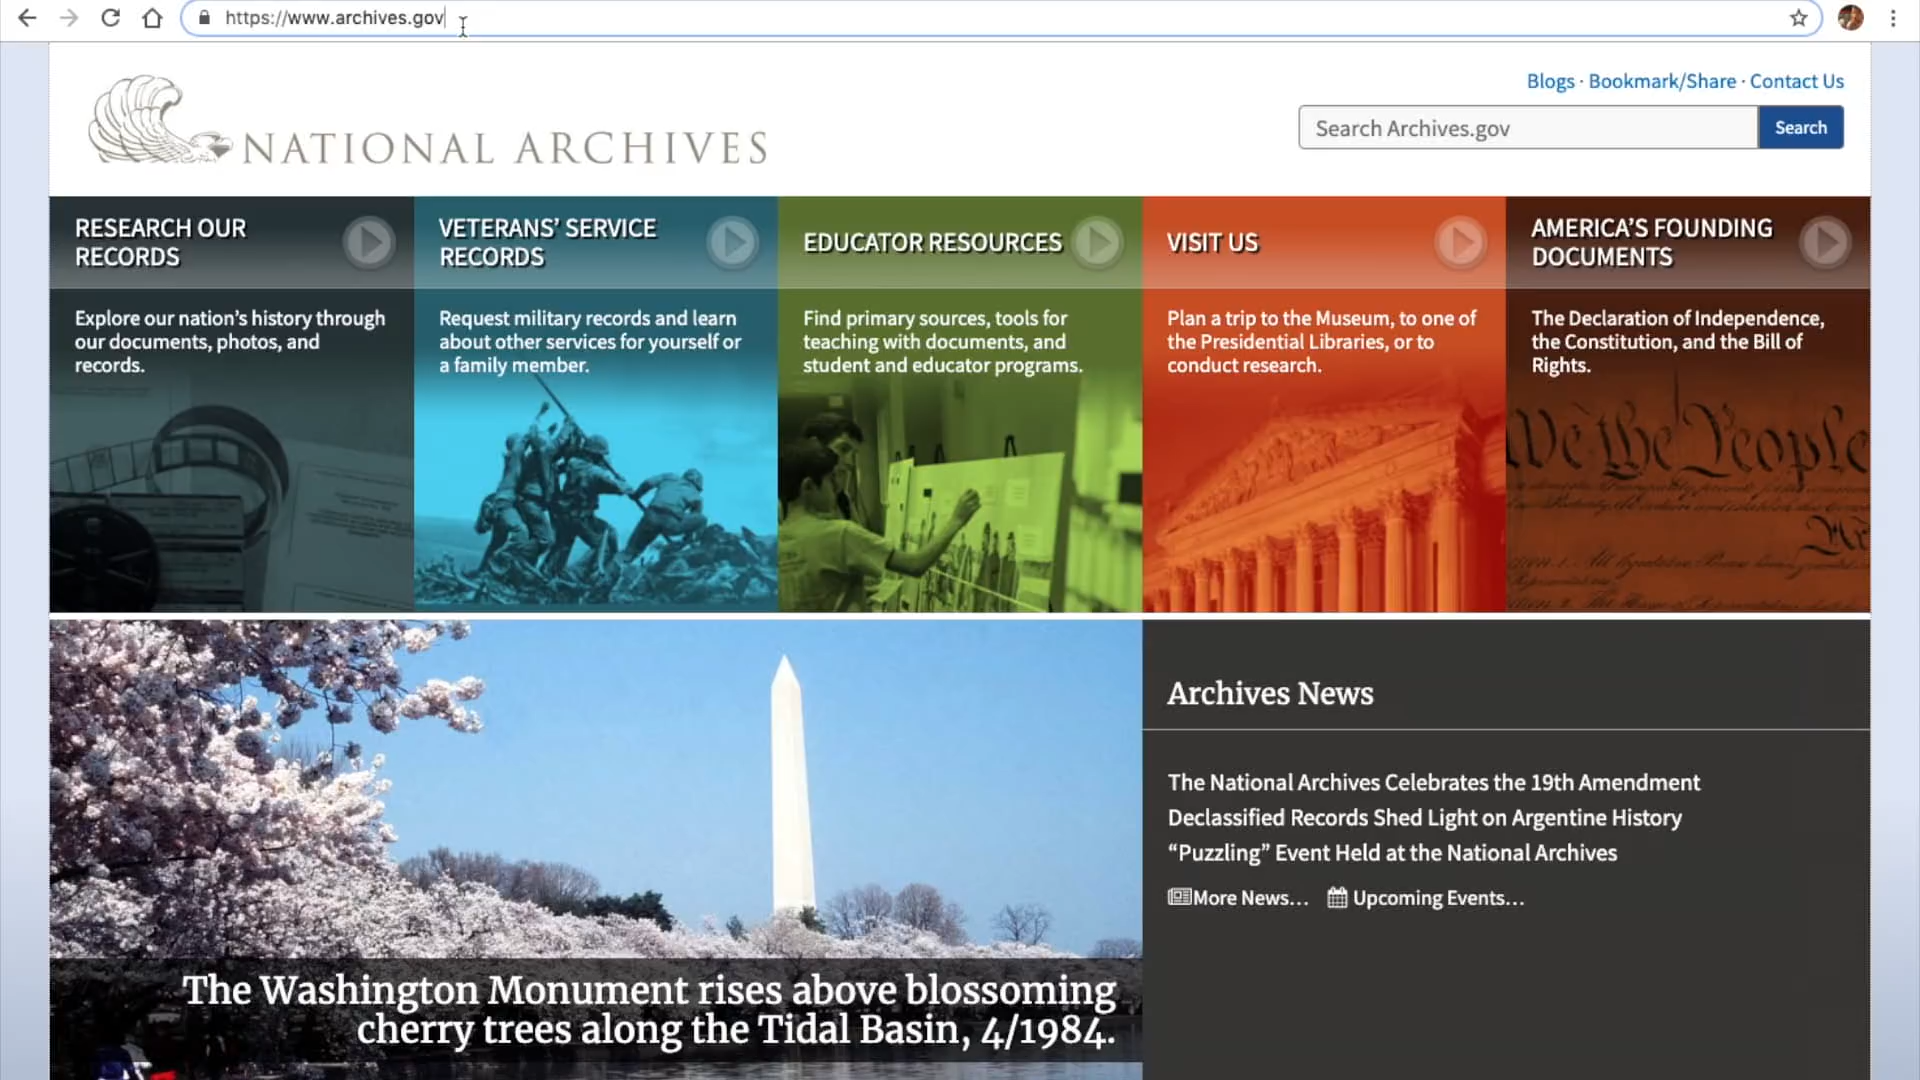 https://www.archives.gov
Blogs · Bookmark/Share · Contact Us
NATIONAL ARCHIVES
Search Archives.gov
Search
RESEARCH OUR
RECORDS
Explore our nation's history through
our documents, photos, and
records.
VETERANS' SERVICE
RECORDS
Request military records and learn
about other services for yourself or
a family member.
EDUCATOR RESOURCES
Find primary sources, tools for
teaching with documents, and
student and educator programs.
VISIT US
Plan a trip to the Museum, to one of
the Presidential Libraries, or to
conduct research.
AMERICA'S FOUNDING
DOCUMENTS
The Declaration of Independence,
the Constitution, and the Bill of
Rights.
We the People
The Washington Monument rises above blossoming
cherry trees along the Tidal Basin, 4/1984.
Archives News
The National Archives Celebrates the 19th Amendment
Declassified Records Shed Light on Argentine History
“Puzzling” Event Held at the National Archives
More News... Upcoming Events...